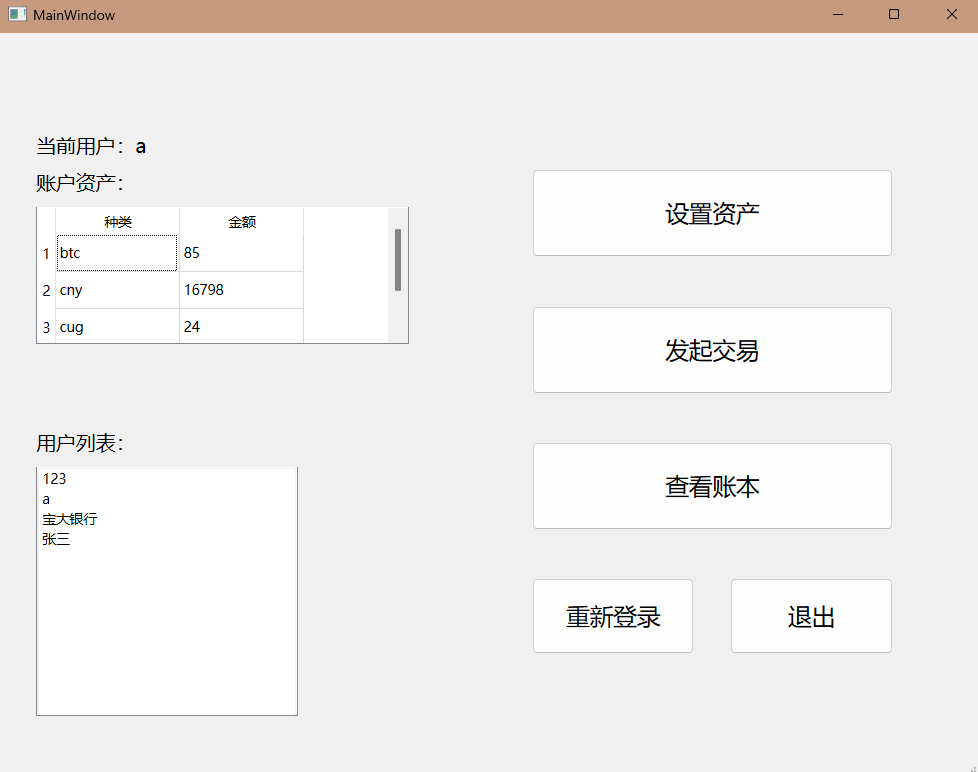 MainWindow
当前用户：a
账户资产：
种类 金额
1 btc 85
2 cny 16798
3 cug 24
用户列表：
123
a
宝大银行
张三
设置资产
发起交易
查看账本
重新登录 退出